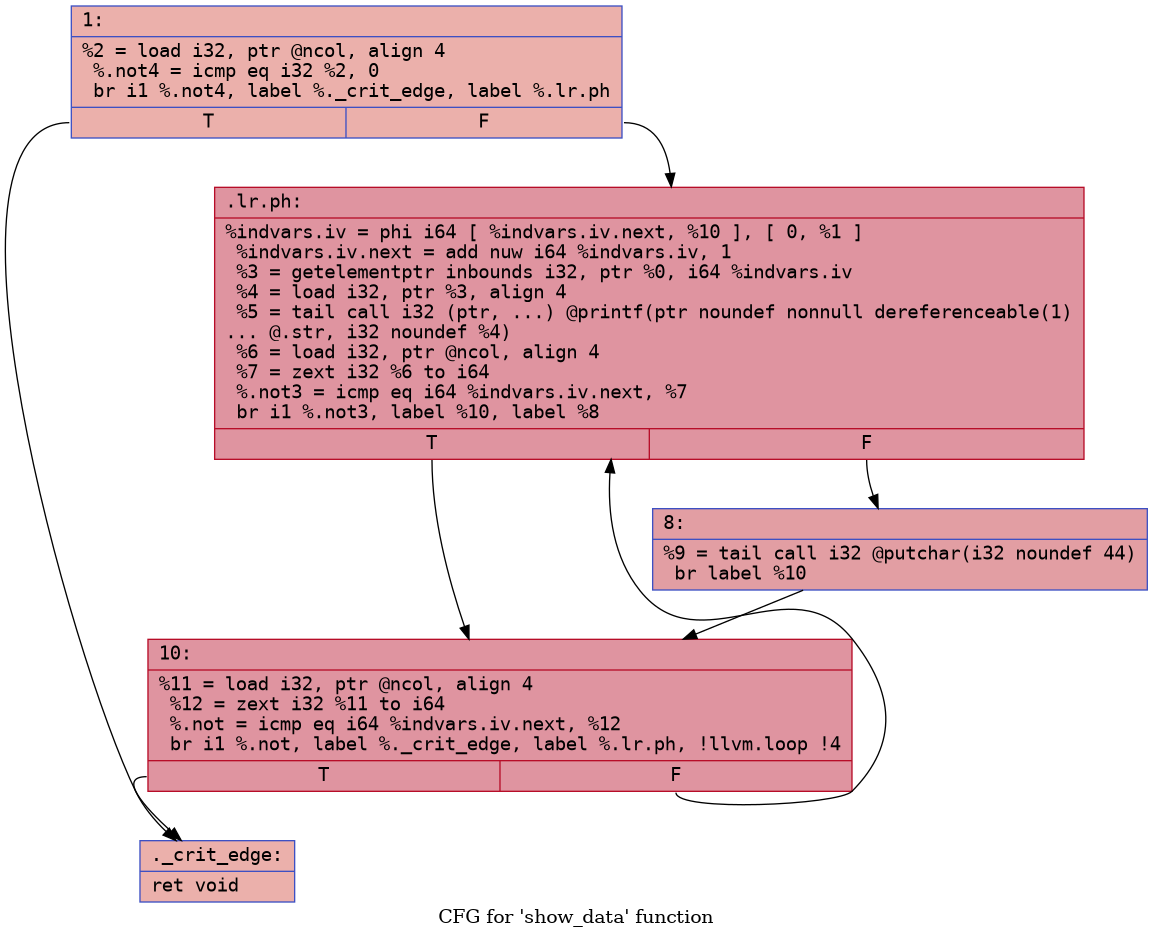 1:
%2 = load i32, ptr @ncol, align 4
%.not4 = icmp eq i32 %2, 0
br i1 %.not4, label %._crit_edge, label %.lr.ph
T F
.lr.ph:
%indvars.iv = phi i64 [ %indvars.iv.next, %10 ], [ 0, %1 ]
%indvars.iv.next = add nuw i64 %indvars.iv, 1
%3 = getelementptr inbounds i32, ptr %0, i64 %indvars.iv
%4 = load i32, ptr %3, align 4
%5 = tail call i32 (ptr, ...) @printf(ptr noundef nonnull dereferenceable(1)
... @.str, i32 noundef %4)
%6 = load i32, ptr @ncol, align 4
%7 = zext i32 %6 to i64
%.not3 = icmp eq i64 %indvars.iv.next, %7
br i1 %.not3, label %10, label %8
T F
8:
%9 = tail call i32 @putchar(i32 noundef 44)
br label %10
10:
%11 = load i32, ptr @ncol, align 4
%12 = zext i32 %11 to i64
%.not = icmp eq i64 %indvars.iv.next, %12
br i1 %.not, label %._crit_edge, label %.lr.ph, !llvm.loop !4
T F
._crit_edge:
ret void
CFG for 'show_data' function